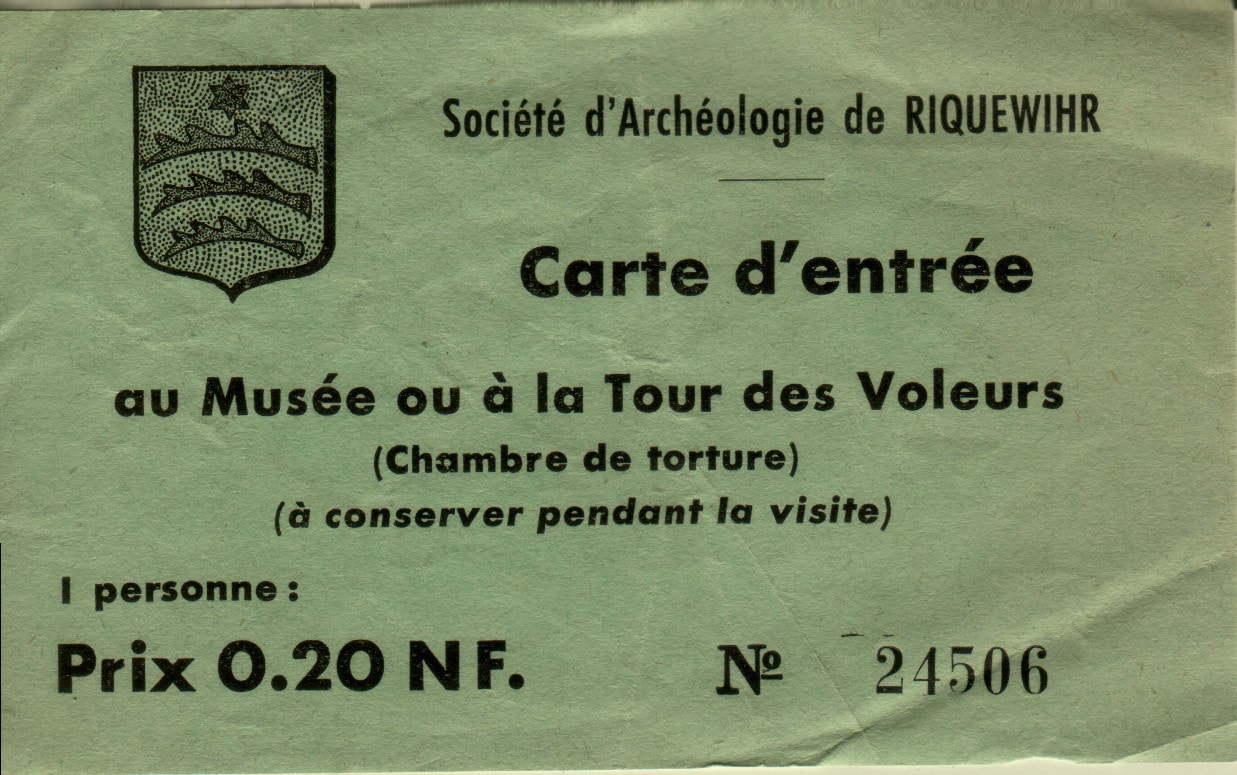 Société d'Archéologie de RIQUEWIHR
Carte d'entrée
au Musée ou à la Tour des Voleurs
(Chambre de torture)
(à conserver pendant la visite)
1 personne :
Prix 0.20 NF.
Nº 24506